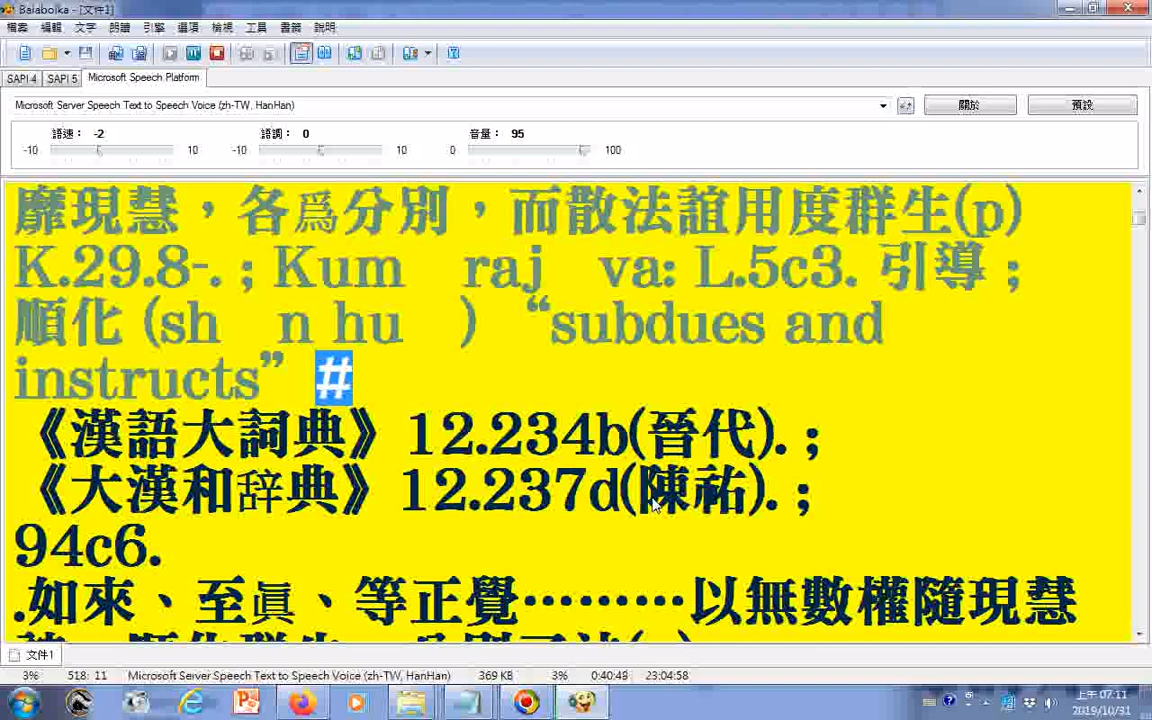 Balabolka - [文件1]
檔案 編輯 文字 朗讀 引擎 選項 檢視 工具 書籤 說明
SAPI 4 SAPI 5 Microsoft Speech Platform
Microsoft Server Speech Text to Speech Voice (zh-TW, HanHan) 關於 預設
語速： -2 語調： 0 音量： 95
-10 10 -10 10 0 100
靡現慧，各爲分別，而散法誼用度群生(p)
K.29.8-. ; Kum raj va: L.5c3. 引導；
順化 (sh n hu ) “subdues and
instructs” #
《漢語大詞典》 12.234b(晉代). ;
《大漢和辞典》 12.237d(陳祐). ;
94c6.
.如來、至眞、等正覺………以無數權隨現慧
文件1
3% 518: 11 Microsoft Server Speech Text to Speech Voice (zh-TW, HanHan) 369 KB 3% 0:40:49 23:04:58
上午 07:11
2019/10/31